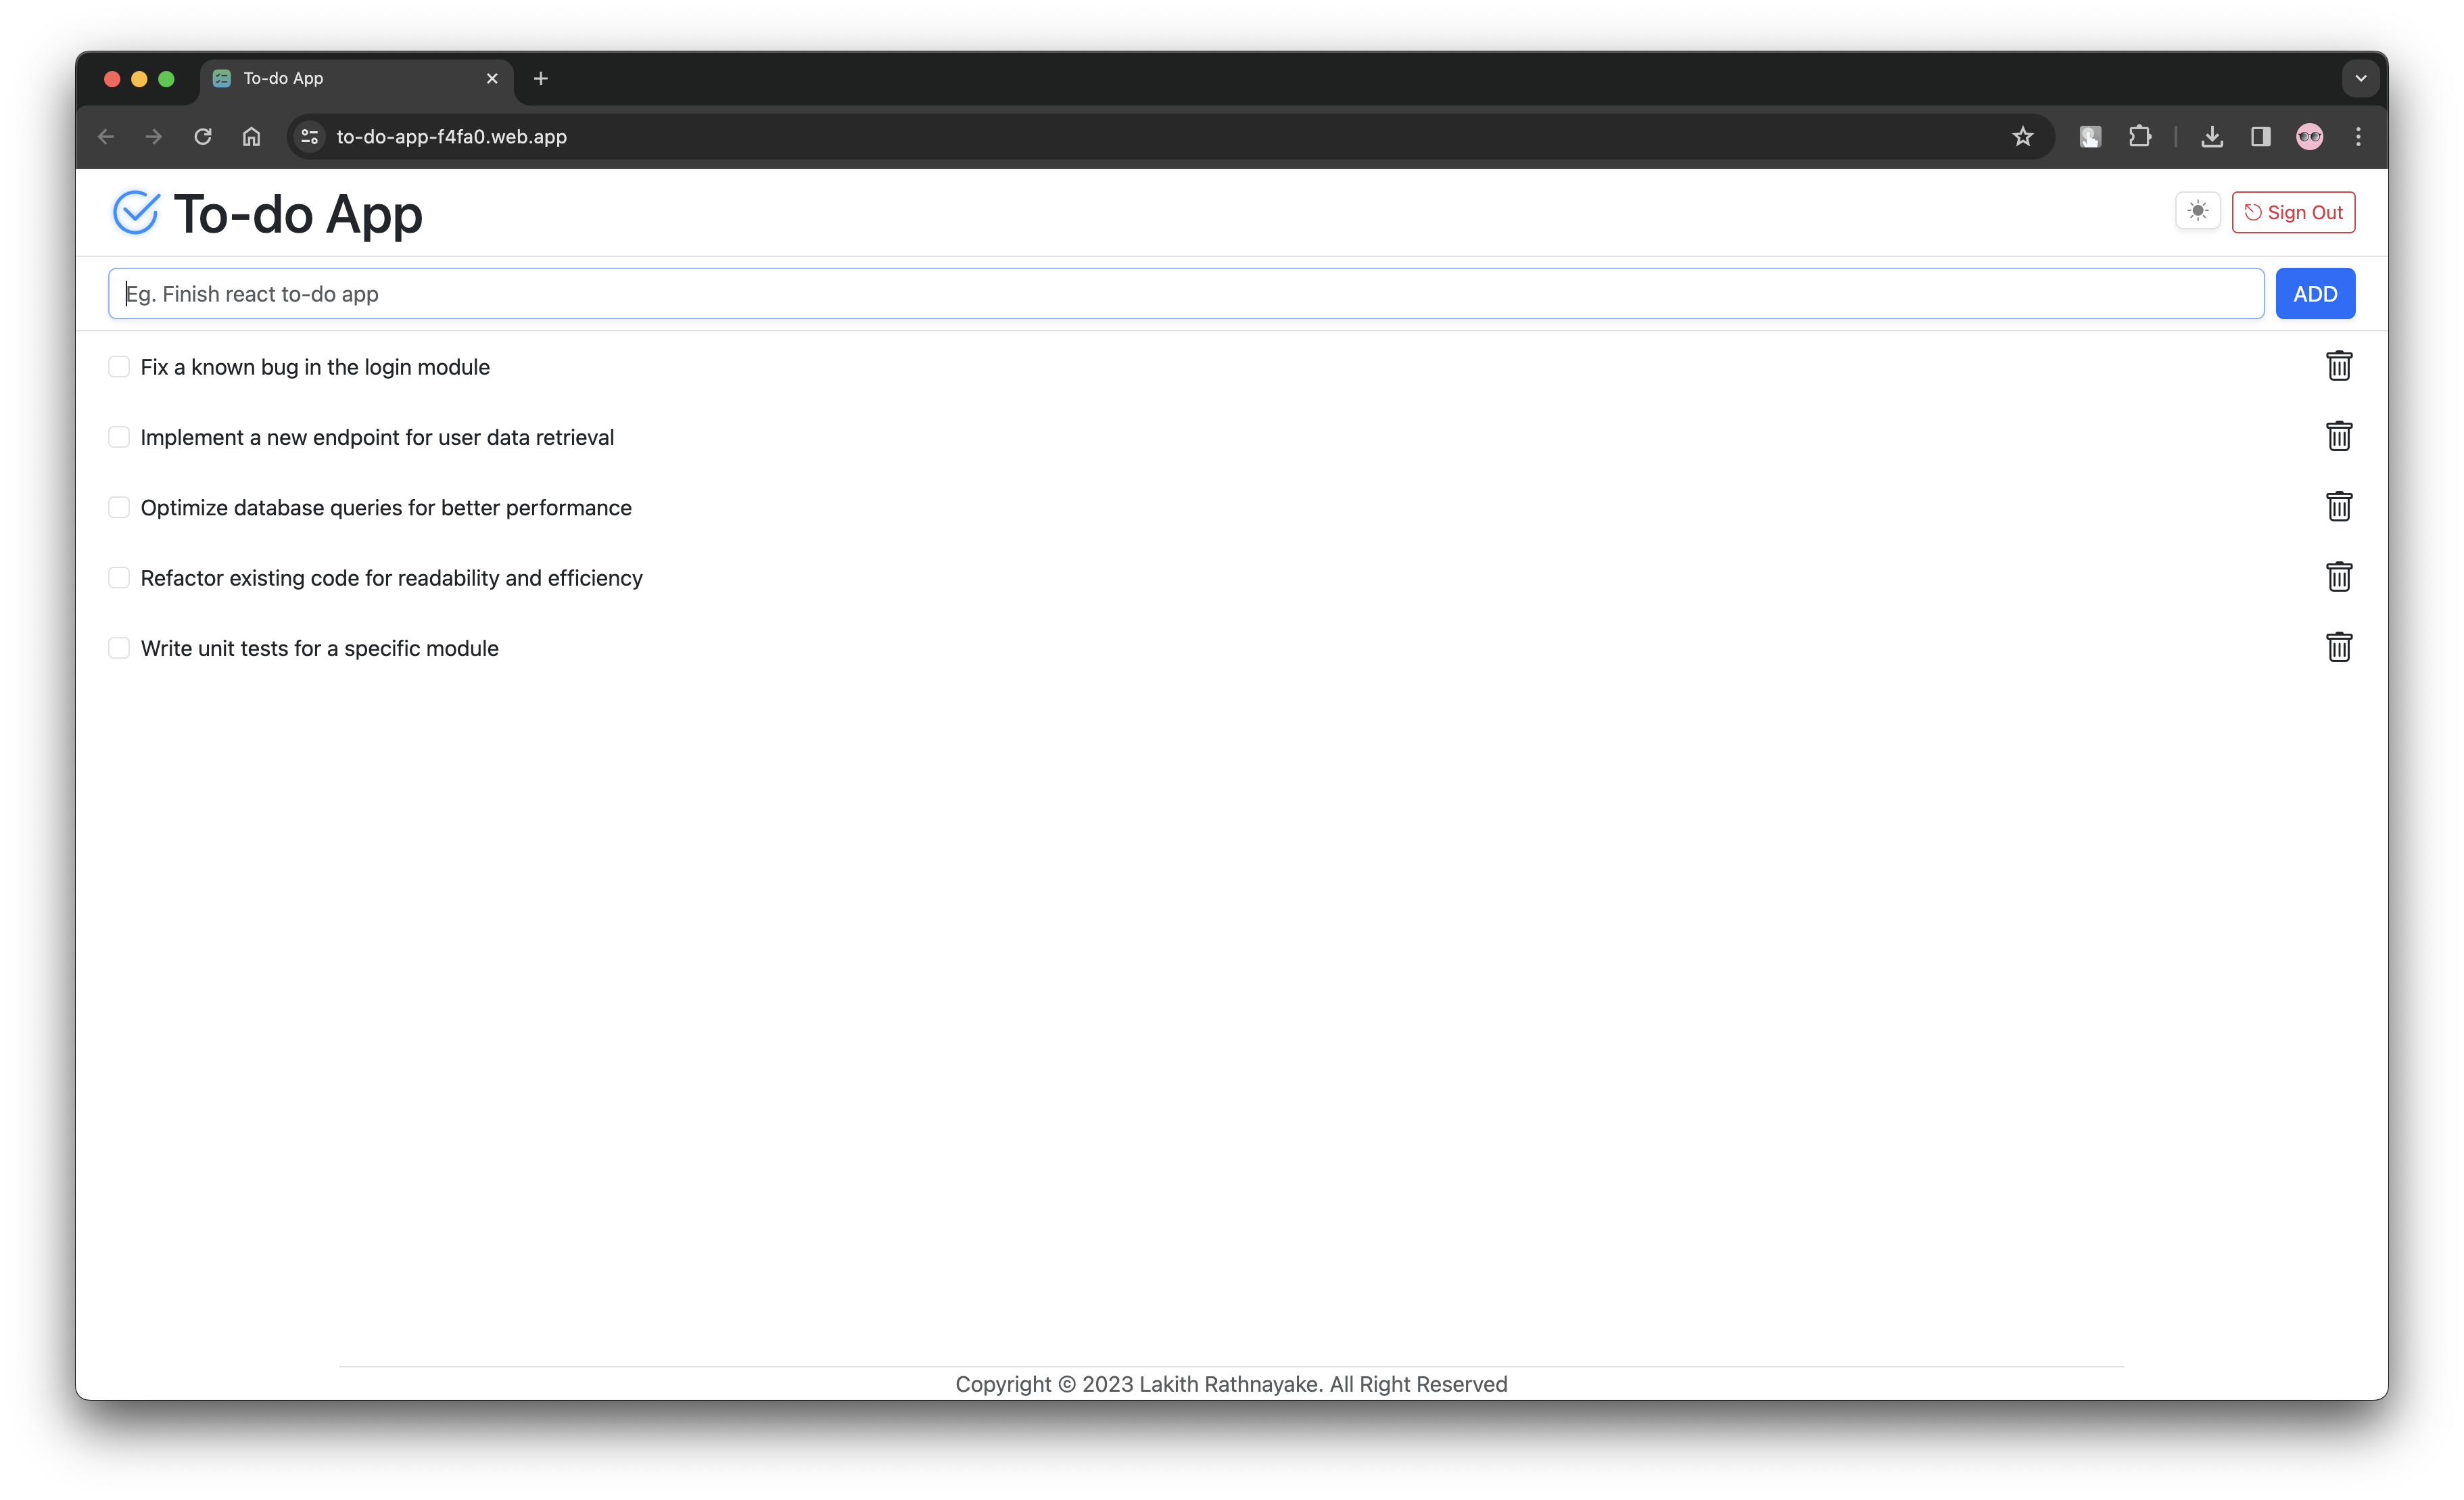 To-do App
to-do-app-f4fa0.web.app
To-do App
Sign Out
Eg. Finish react to-do app
ADD
Fix a known bug in the login module
Implement a new endpoint for user data retrieval
Optimize database queries for better performance
Refactor existing code for readability and efficiency
Write unit tests for a specific module
Copyright © 2023 Lakith Rathnayake. All Right Reserved